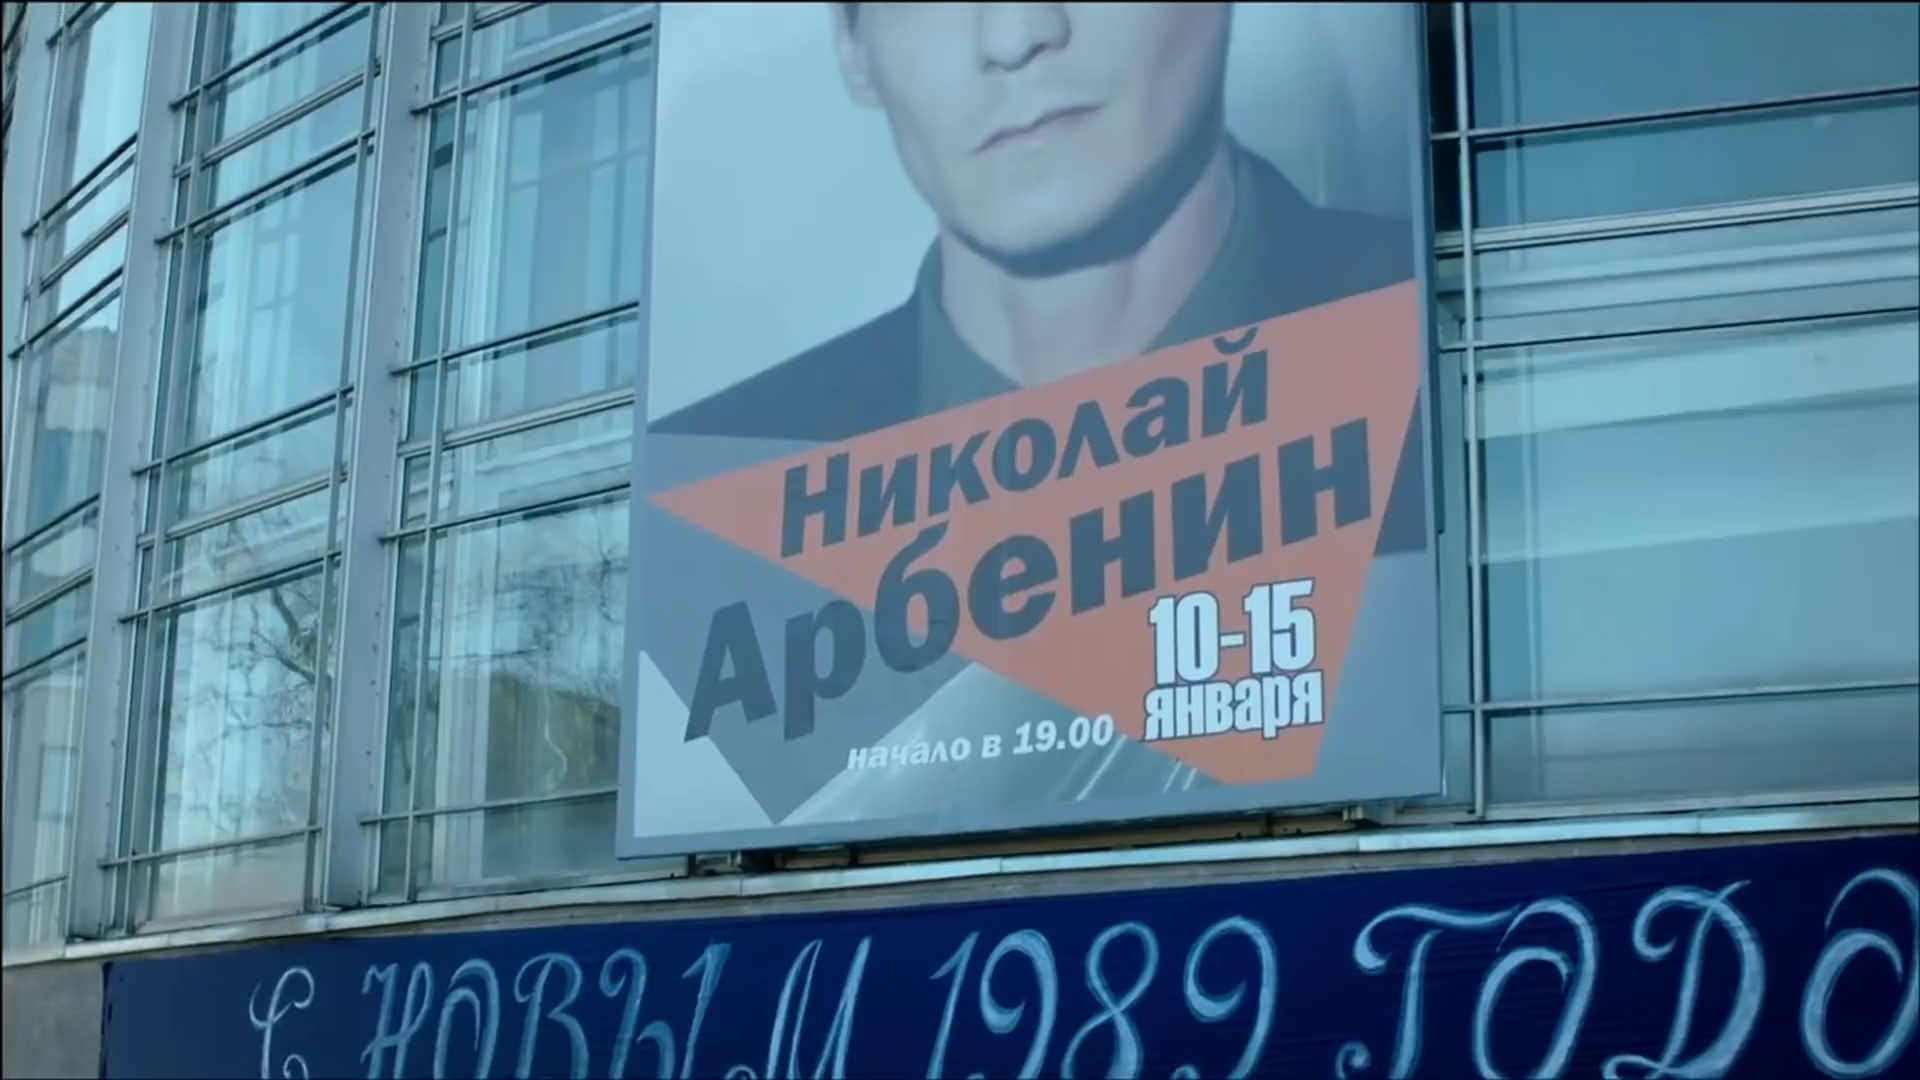 Николай
Арбенин
10-15
января
начало в 19.00
С НОВЫМ 1989 ГОДО